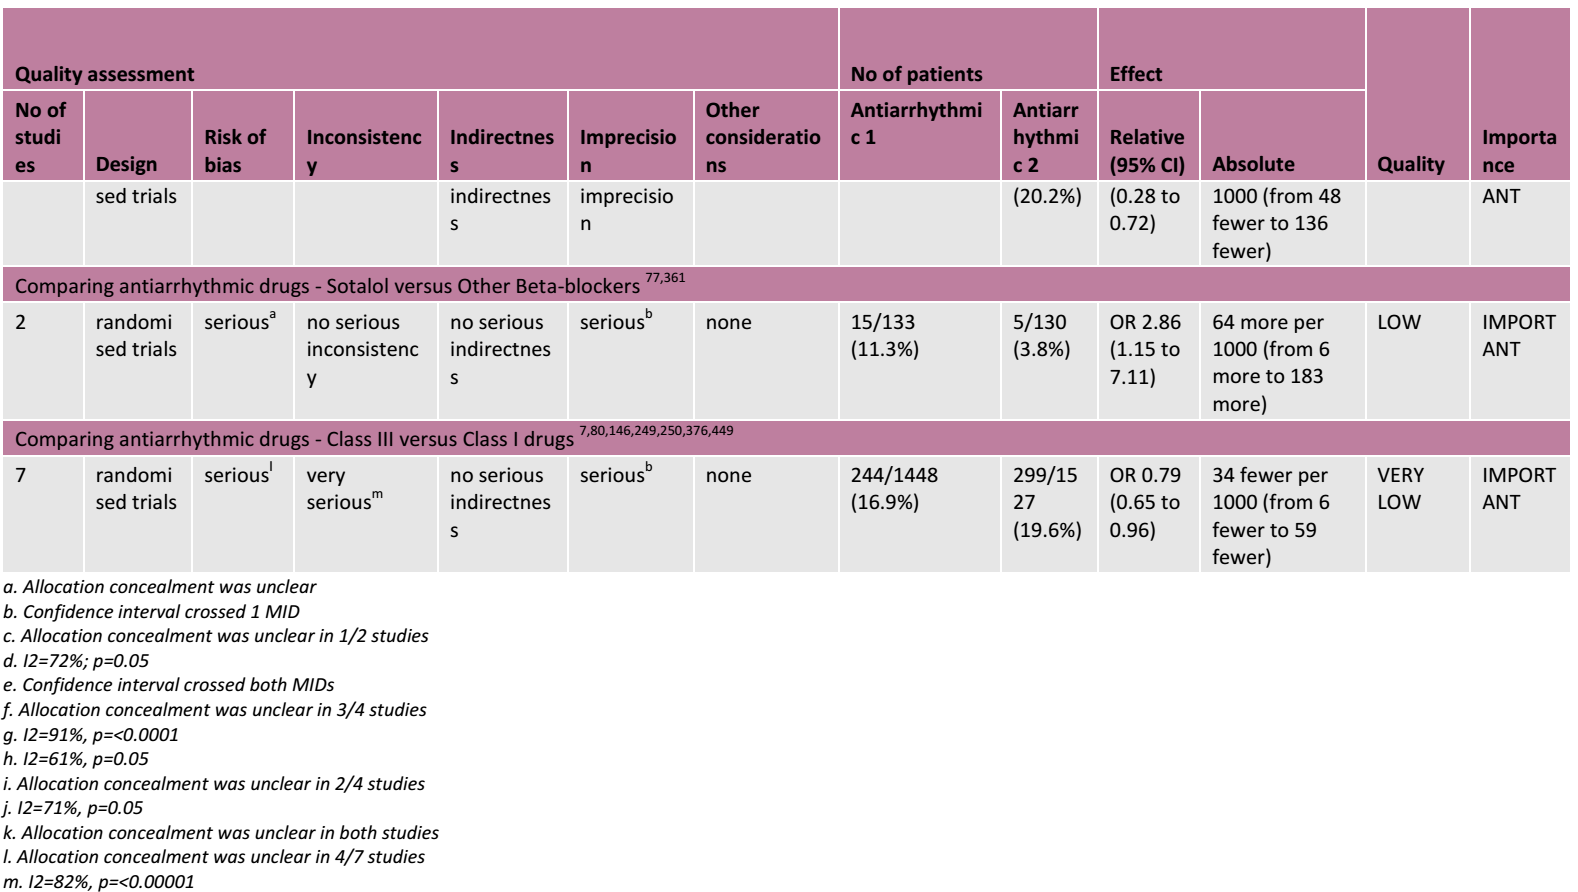 Quality assessment No of patients Effect
No of studi es Design Risk of bias Inconsistenc y Indirectnes s Imprecisio n Other consideratio ns Antiarrhythmi c 1 Antiarr hythmi c 2 Relative (95% CI) Absolute Quality Importa nce
sed trials indirectnes s imprecisio n (20.2%) (0.28 to 0.72) 1000 (from 48 fewer to 136 fewer) ANT
Comparing antiarrhythmic drugs - Sotalol versus Other Beta-blockers 77,361
2 randomi sed trials serious a no serious inconsistenc y no serious indirectnes s serious b none 15/133 (11.3%) 5/130 (3.8%) OR 2.86 (1.15 to 7.11) 64 more per 1000 (from 6 more to 183 more) LOW IMPORT ANT
Comparing antiarrhythmic drugs - Class III versus Class I drugs 7,80,146,249,250,376,449
7 randomi sed trials serious l very serious m no serious indirectnes s serious b none 244/1448 (16.9%) 299/15 27 (19.6%) OR 0.79 (0.65 to 0.96) 34 fewer per 1000 (from 6 fewer to 59 fewer) VERY LOW IMPORT ANT
a. Allocation concealment was unclear
b. Confidence interval crossed 1 MID
c. Allocation concealment was unclear in 1/2 studies
d. I2=72%; p=0.05
e. Confidence interval crossed both MIDs
f. Allocation concealment was unclear in 3/4 studies
g. I2=91%, p=<0.0001
h. I2=61%, p=0.05
i. Allocation concealment was unclear in 2/4 studies
j. I2=71%, p=0.05
k. Allocation concealment was unclear in both studies
l. Allocation concealment was unclear in 4/7 studies
m. I2=82%, p=<0.00001